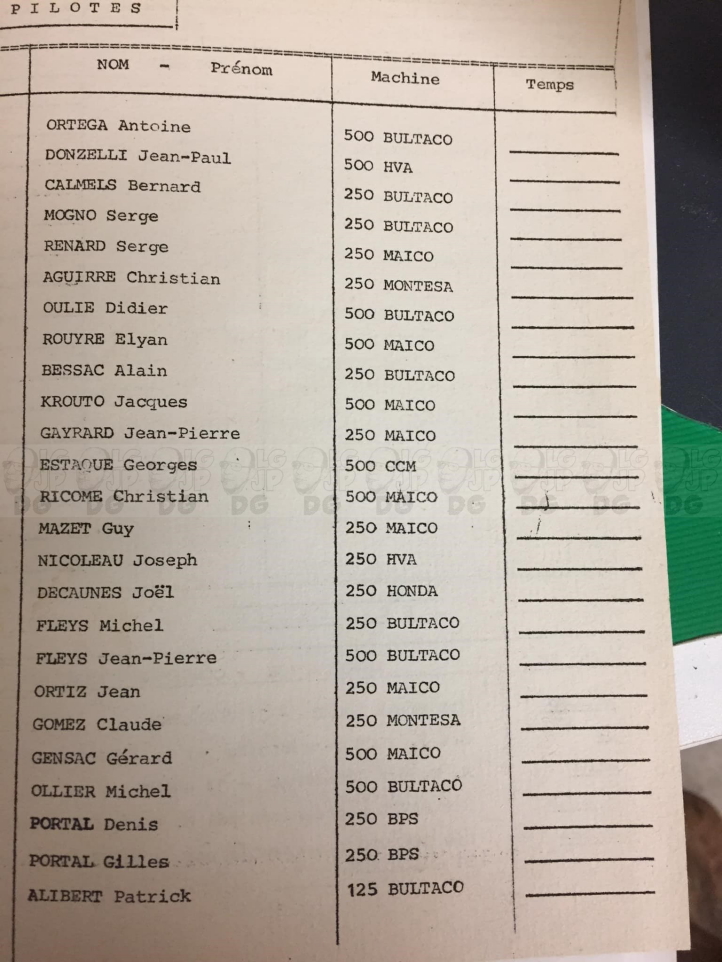 PILOTES
NOM - Prénom Machine Temps
ORTEGA Antoine 500 BULTACO
DONZELLI Jean-Paul 500 HVA
CALMELS Bernard 250 BULTACO
MOGNO Serge 250 BULTACO
RENARD Serge 250 MAICO
AGUIRRE Christian 250 MONTESA
OULIE Didier 500 BULTACO
ROUYRE Elyan 500 MAICO
BESSAC Alain 250 BULTACO
KROUTO Jacques 500 MAICO
GAYRARD Jean-Pierre 250 MAICO
ESTAQUE Georges 500 CCM
RICOME Christian 500 MAICO
MAZET Guy 250 MAICO
NICOLEAU Joseph 250 HVA
DECAUNES Joël 250 HONDA
FLEYS Michel 250 BULTACO
FLEYS Jean-Pierre 500 BULTACO
ORTIZ Jean 250 MAICO
GOMEZ Claude 250 MONTESA
GENSAC Gérard 500 MAICO
OLLIER Michel 500 BULTACO
PORTAL Denis 250 BPS
PORTAL Gilles 250 BPS
ALIBERT Patrick 125 BULTACO